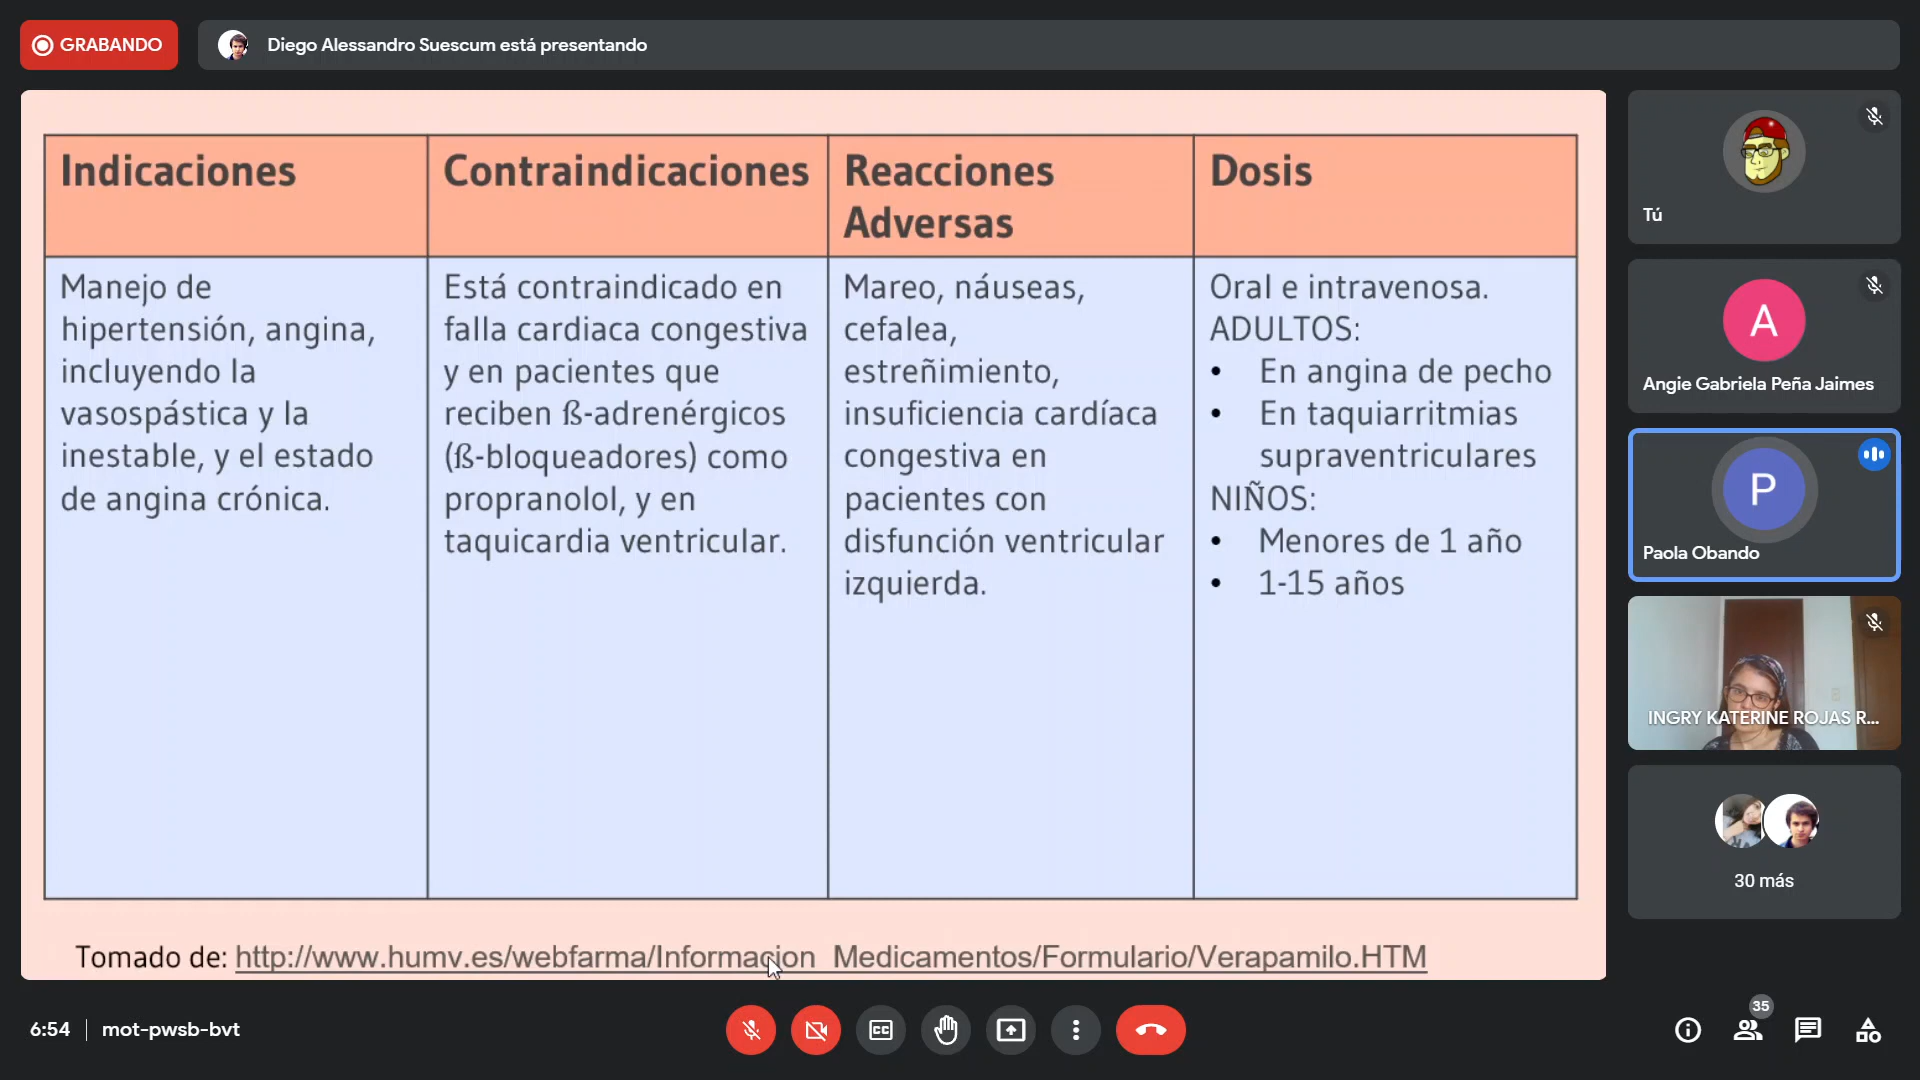 GRABANDO
Diego Alessandro Suescum está presentando
Indicaciones
Contraindicaciones
Reacciones
Adversas
Dosis
Manejo de
hipertensión, angina,
incluyendo la
vasospástica y la
inestable, y el estado
de angina crónica.
Está contraindicado en
falla cardiaca congestiva
y en pacientes que
reciben ß-adrenérgicos
(ß-bloqueadores) como
propranolol, y en
taquicardia ventricular.
Mareo, náuseas,
cefalea,
estreñimiento,
insuficiencia cardíaca
congestiva en
pacientes con
disfunción ventricular
izquierda.
Oral e intravenosa.
ADULTOS:
• En angina de pecho
• En taquiarritmias
supraventriculares
NIÑOS:
• Menores de 1 año
• 1-15 años
Tomado de: http://www.humv.es/webfarma/Informacion_Medicamentos/Formulario/Verapamilo.HTM
Tú
A
Angie Gabriela Peña Jaimes
P
Paola Obando
INGRY KATERINE ROJAS R...
30 más
6:54 | mot-pwsb-bvt
CC
35